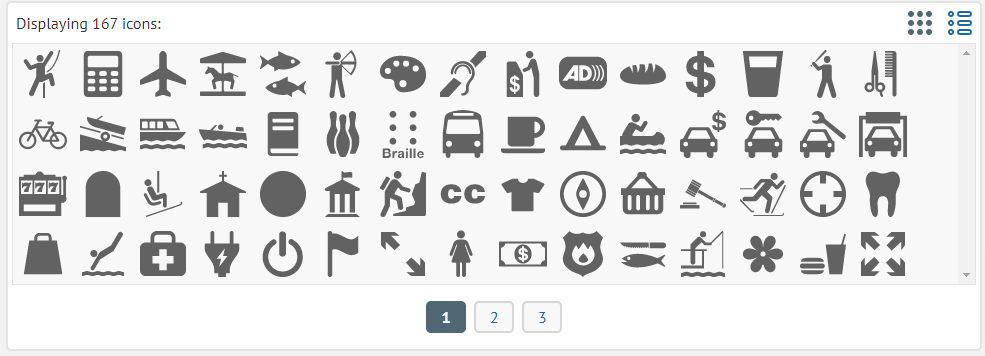 Displaying 167 icons:
$ AD $
Braille $
777
CC
$
1 2 3